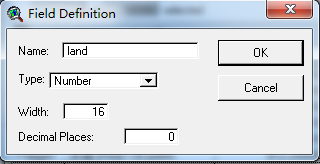 Field Definition
Name: land
OK
Type: Number
Cancel
Width: 16
Decimal Places: 0